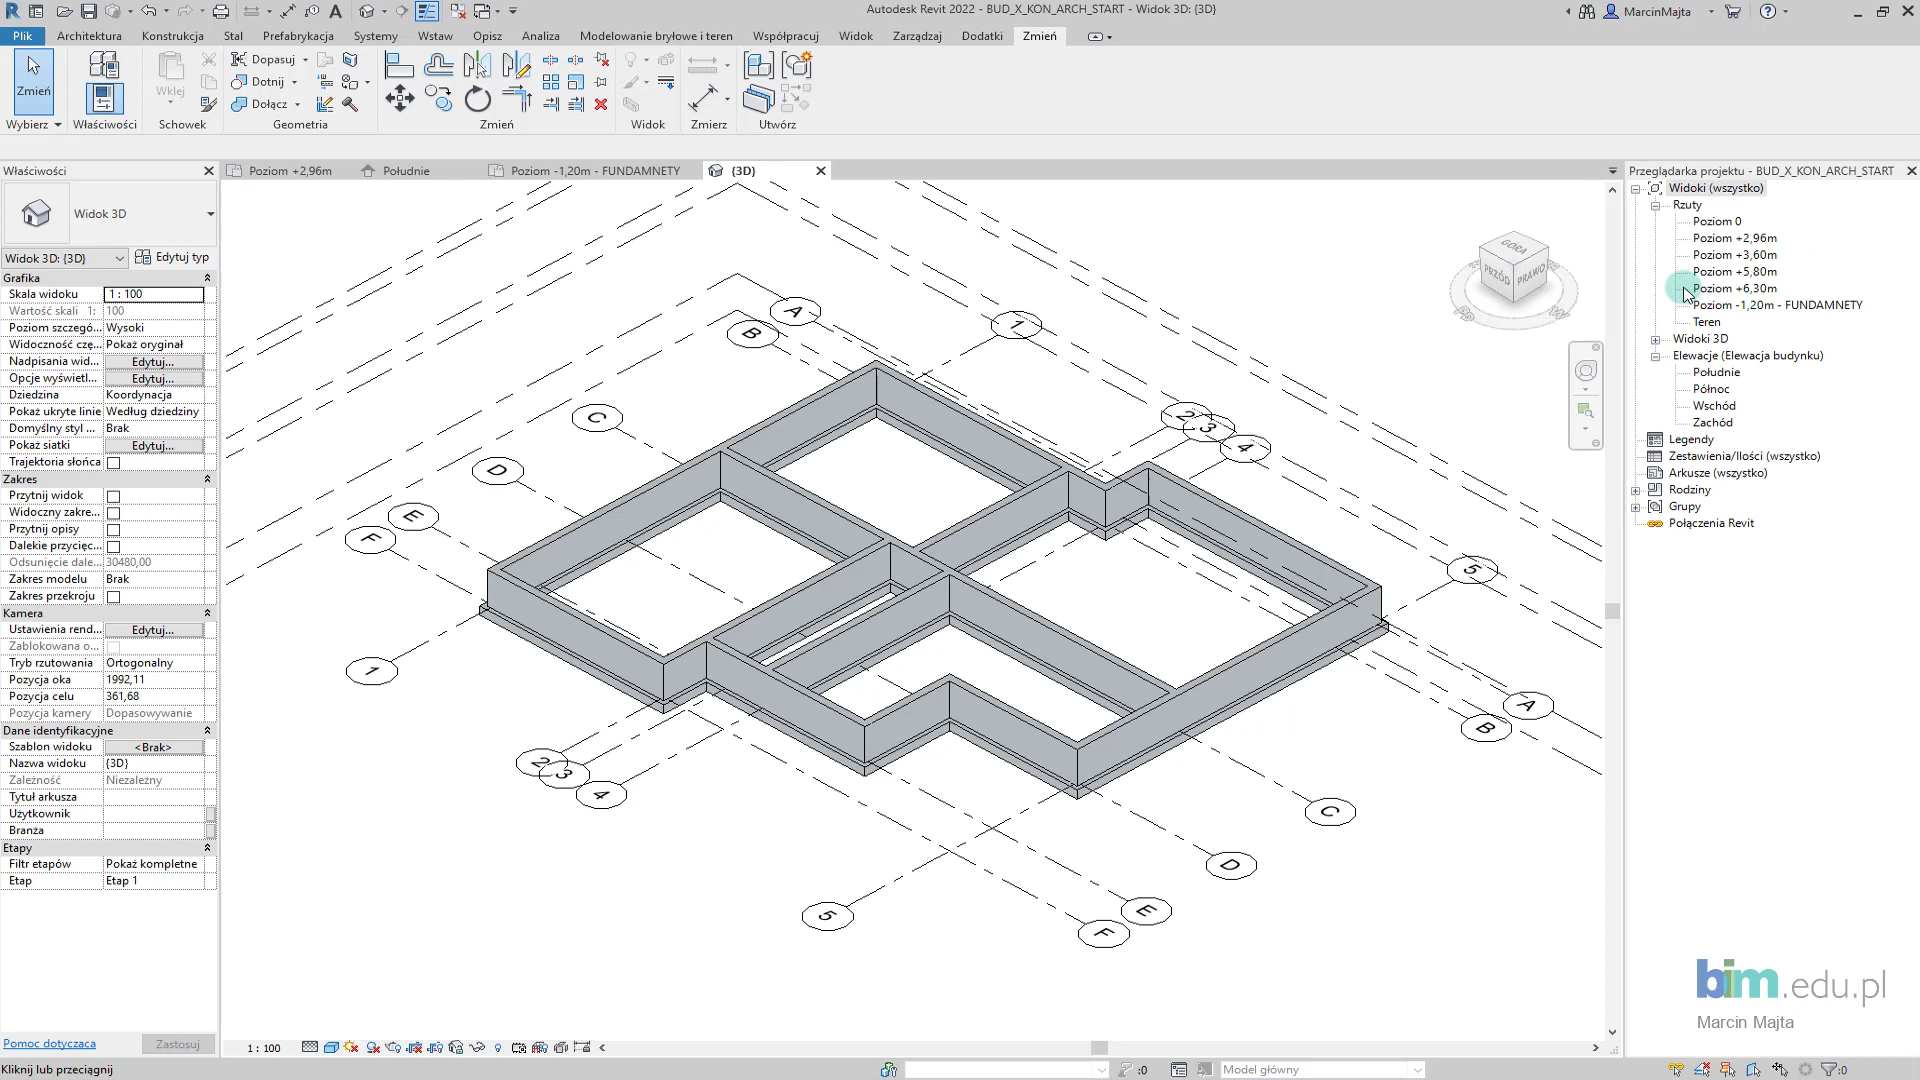 Autodesk Revit 2022 - BUD_X_KON_ARCH_START - Widok 3D: {3D}
MarcinMajta
Plik Architektura Konstrukcja Stal Prefabrykacja Systemy Wstaw Opisz Analiza Modelowanie bryłowe i teren Współpracuj Widok Zarządzaj Dodatki Zmień
Zmień
Wklej
Dopasuj
Dotnij
Dołącz
Wybierz Właściwości Schowek Geometria Zmień Widok Zmierz Utwórz
Właściwości
Poziom +2,96m Południe Poziom -1,20m - FUNDAMNETY {3D}
Przeglądarka projektu - BUD_X_KON_ARCH_START
Widok 3D
Widok 3D: {3D} Edytuj typ
Grafika
Skala widoku 1 : 100
Wartość skali 1: 100
Poziom szczegó... Wysoki
Widoczność czę... Pokaż oryginał
Nadpisania wid... Edytuj...
Opcje wyświetl... Edytuj...
Dziedzina Koordynacja
Pokaż ukryte linie Według dziedziny
Domyślny styl ... Brak
Pokaż siatki Edytuj...
Trajektoria słońca
Zakres
Przytnij widok
Widoczny zakre...
Przytnij opisy
Dalekie przycięc...
Odsunięcie dale... 30480,00
Zakres modelu Brak
Zakres przekroju
Kamera
Ustawienia rend... Edytuj...
Zablokowana o...
Tryb rzutowania Ortogonalny
Pozycja oka 1992,11
Pozycja celu 361,68
Pozycja kamery Dopasowywanie
Dane identyfikacyjne
Szablon widoku <Brak>
Nazwa widoku {3D}
Zależność Niezależny
Tytuł arkusza
Użytkownik
Branża
Etapy
Filtr etapów Pokaż kompletne
Etap Etap 1
Pomoc dotycząca Zastosuj
A
B
1
C
2
3
4
D
E
F
5
1
A
B
2
3
4
C
D
5
E
F
GÓRA
PRZÓD
PRAWO
Widoki (wszystko)
Rzuty
Poziom 0
Poziom +2,96m
Poziom +3,60m
Poziom +5,80m
Poziom +6,30m
Poziom -1,20m - FUNDAMNETY
Teren
Widoki 3D
Elewacje (Elewacja budynku)
Południe
Północ
Wschód
Zachód
Legendy
Zestawienia/Ilości (wszystko)
Arkusze (wszystko)
Rodziny
Grupy
Połączenia Revit
bim.edu.pl
Marcin Majta
1 : 100
Kliknij lub przeciągnij
:0
Model główny
:0